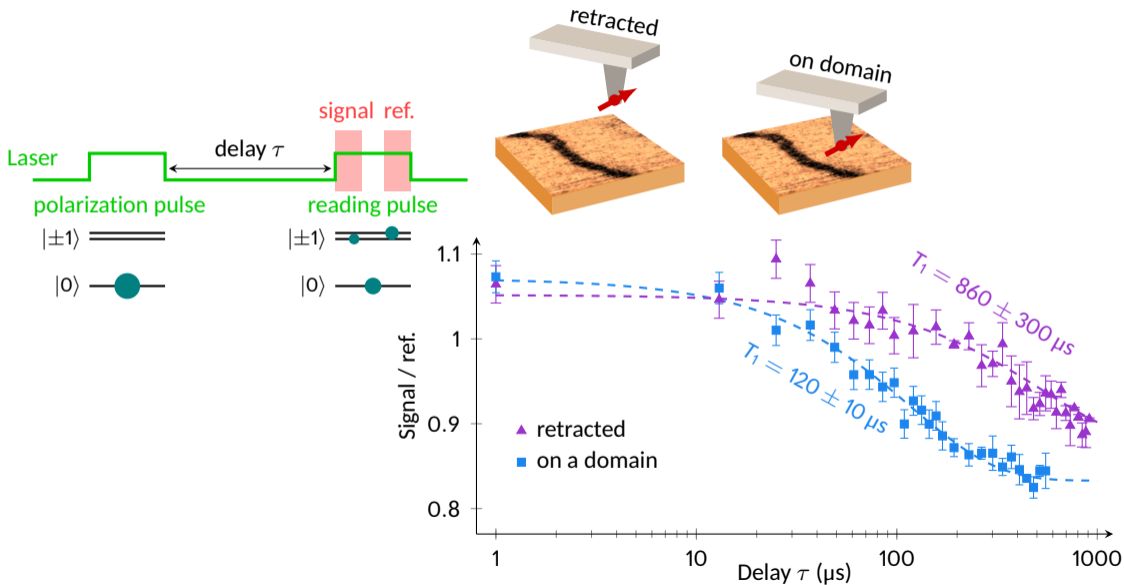 retracted
on domain
signal ref.
Laser
delay τ
polarization pulse
reading pulse
|±1⟩
|±1⟩
|0⟩
|0⟩
1.1
1
0.9
0.8
Signal / ref.
T₁ = 860 ± 300 μs
T₁ = 120 ± 10 μs
retracted
on a domain
1
10
100
1000
Delay τ (μs)